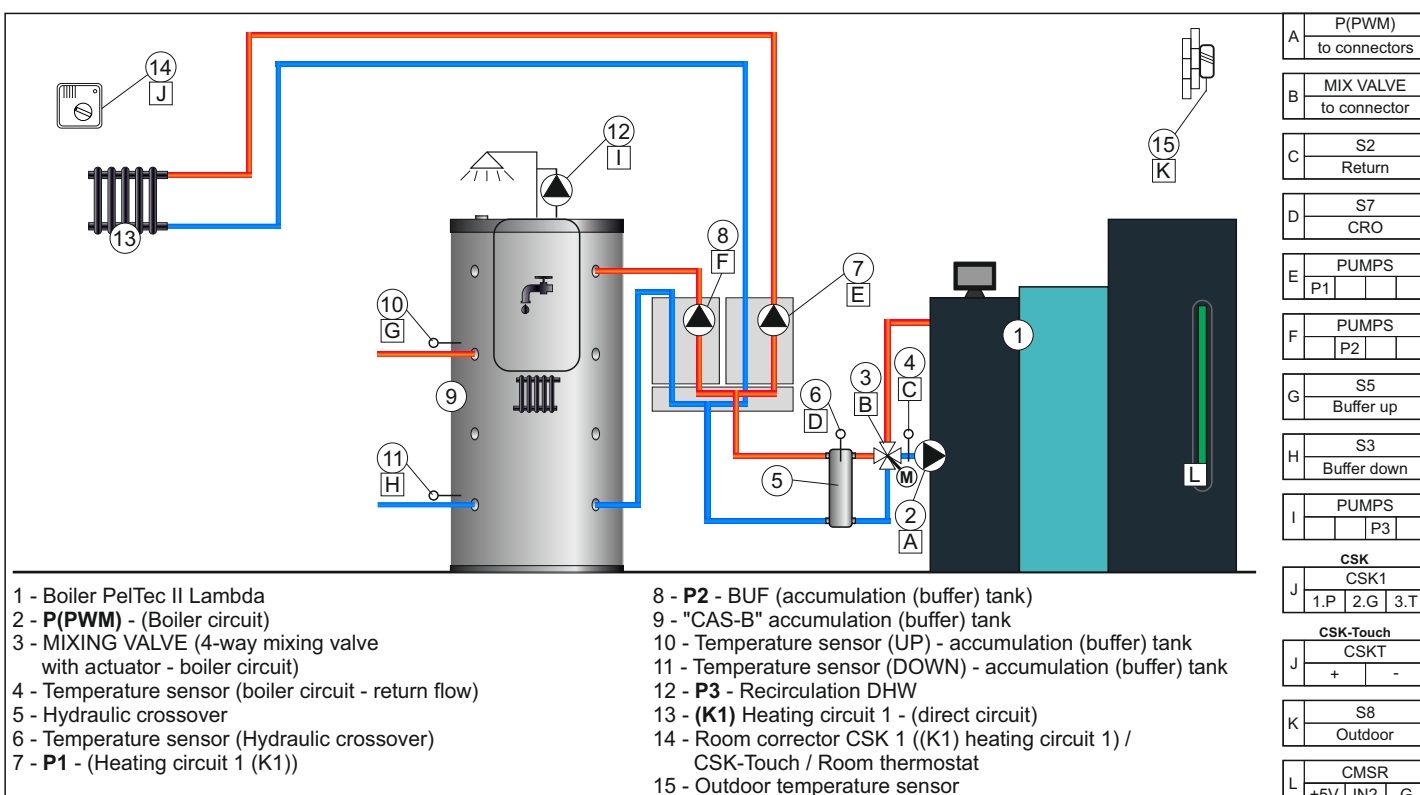 14
J
13
12
I
10
G
9
11
H
8
F
7
E
6
D
5
3
B
4
C
M
2
A
1
L
15
K
1 - Boiler PelTec II Lambda
2 - P(PWM) - (Boiler circuit)
3 - MIXING VALVE (4-way mixing valve
with actuator - boiler circuit)
4 - Temperature sensor (boiler circuit - return flow)
5 - Hydraulic crossover
6 - Temperature sensor (Hydraulic crossover)
7 - P1 - (Heating circuit 1 (K1))
8 - P2 - BUF (accumulation (buffer) tank)
9 - "CAS-B" accumulation (buffer) tank
10 - Temperature sensor (UP) - accumulation (buffer) tank
11 - Temperature sensor (DOWN) - accumulation (buffer) tank
12 - P3 - Recirculation DHW
13 - (K1) Heating circuit 1 - (direct circuit)
14 - Room corrector CSK 1 ((K1) heating circuit 1) /
CSK-Touch / Room thermostat
15 - Outdoor temperature sensor
A P(PWM)
to connectors
B MIX VALVE
to connector
C S2
Return
D S7
CRO
E PUMPS
P1
F PUMPS
P2
G S5
Buffer up
H S3
Buffer down
I PUMPS
P3
CSK
J CSK1
1.P 2.G 3.T
CSK-Touch
J CSKT
+ -
K S8
Outdoor
L CMSR
+5V IN2 G